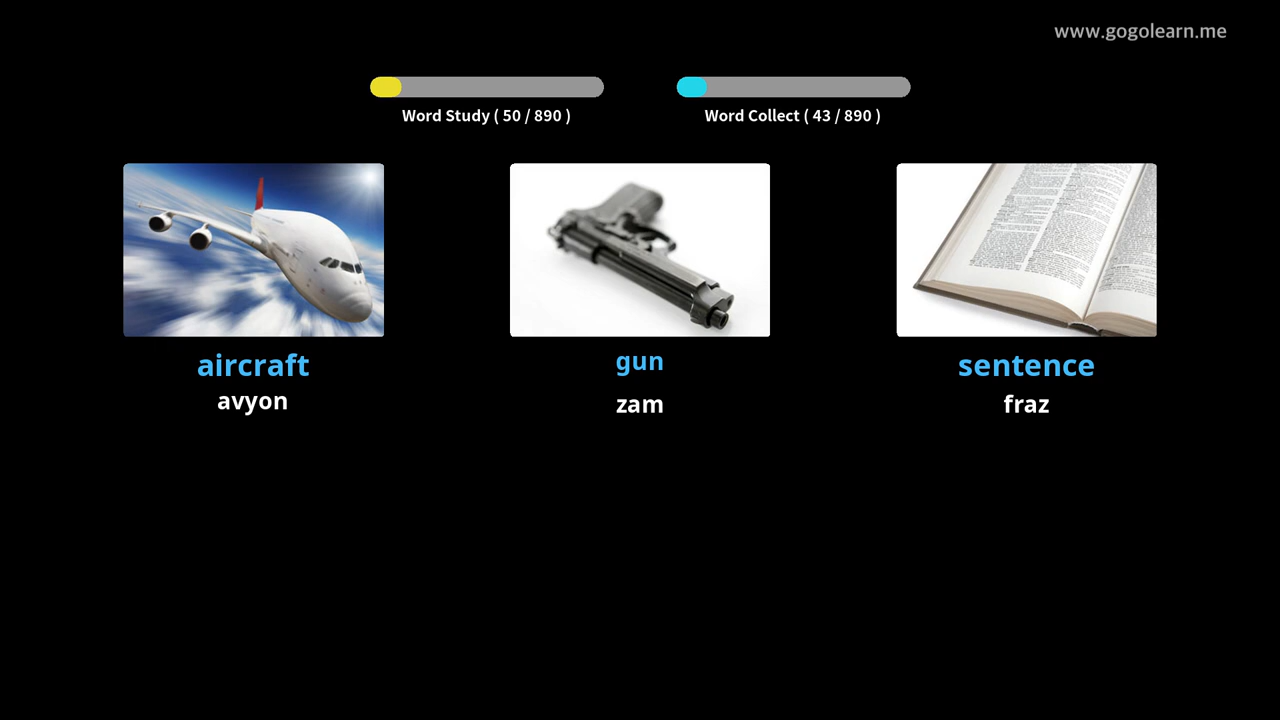 www.gogolearn.me
Word Study ( 50 / 890 )
Word Collect ( 43 / 890 )
aircraft
avyon
gun
zam
sentence
fraz